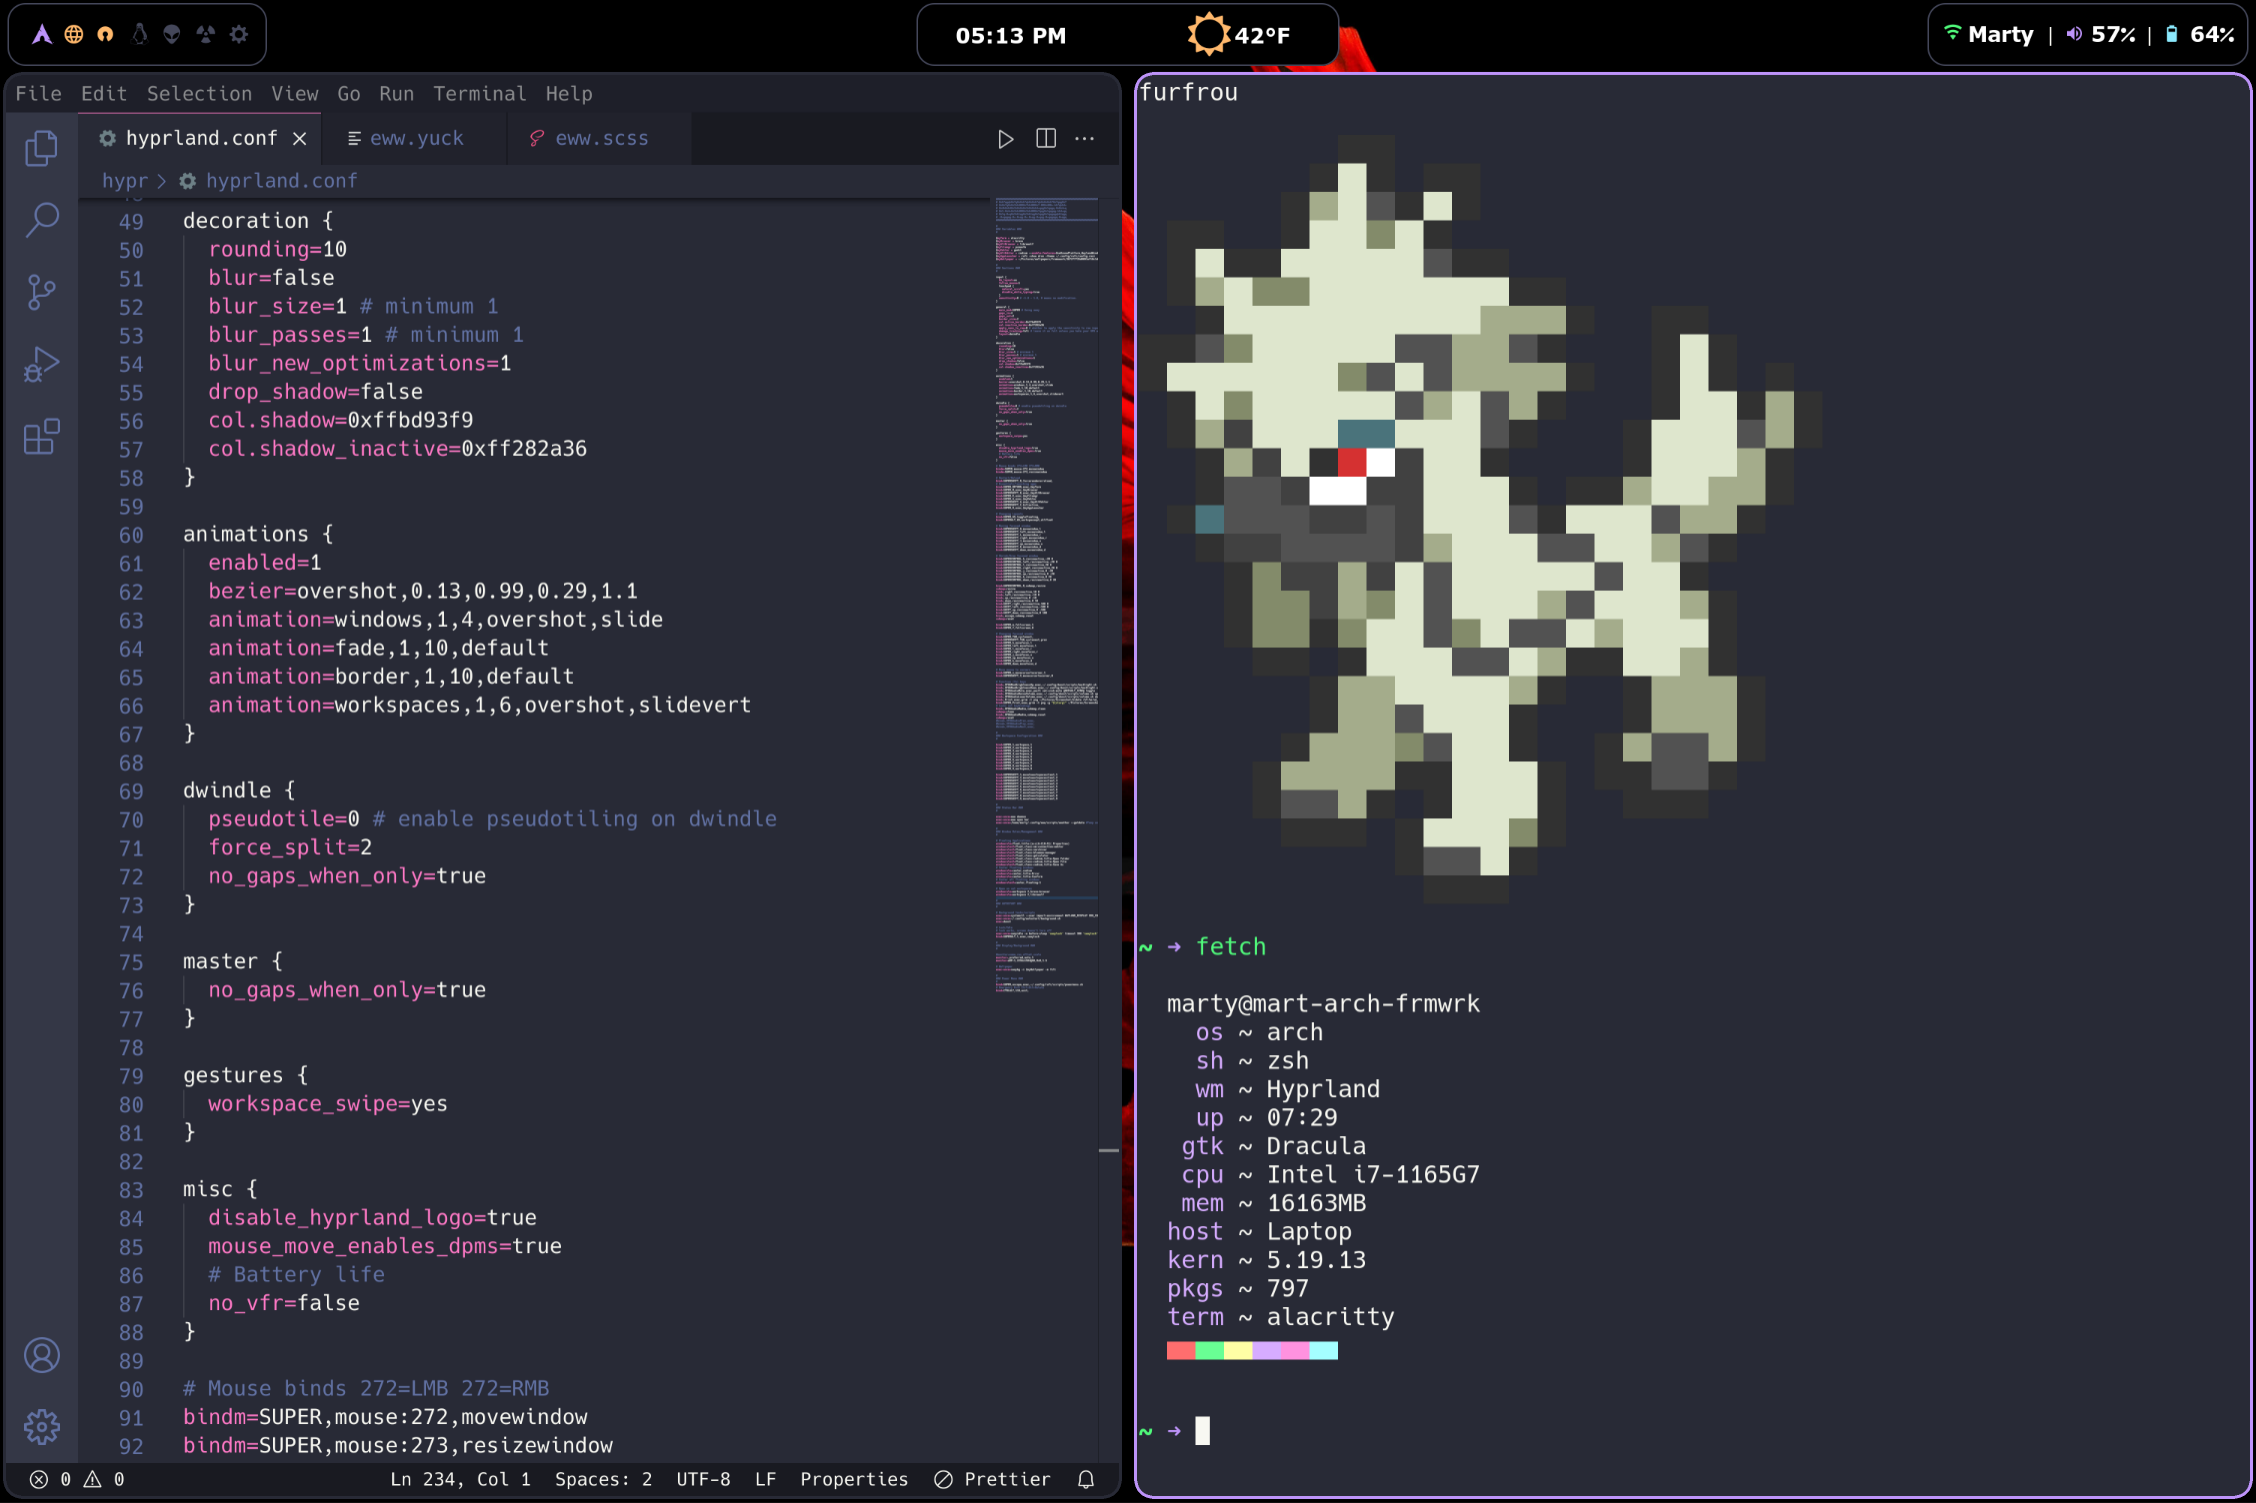 05:13 PM 42°F
Marty | 57% | 64%
File Edit Selection View Go Run Terminal Help
hyprland.conf eww.yuck eww.scss
hypr > hyprland.conf
49 decoration {
50 rounding=10
51 blur=false
52 blur_size=1 # minimum 1
53 blur_passes=1 # minimum 1
54 blur_new_optimizations=1
55 drop_shadow=false
56 col.shadow=0xffbd93f9
57 col.shadow_inactive=0xff282a36
58 }
59
60 animations {
61 enabled=1
62 bezier=overshot,0.13,0.99,0.29,1.1
63 animation=windows,1,4,overshot,slide
64 animation=fade,1,10,default
65 animation=border,1,10,default
66 animation=workspaces,1,6,overshot,slidevert
67 }
68
69 dwindle {
70 pseudotile=0 # enable pseudotiling on dwindle
71 force_split=2
72 no_gaps_when_only=true
73 }
74
75 master {
76 no_gaps_when_only=true
77 }
78
79 gestures {
80 workspace_swipe=yes
81 }
82
83 misc {
84 disable_hyprland_logo=true
85 mouse_move_enables_dpms=true
86 # Battery life
87 no_vfr=false
88 }
89
90 # Mouse binds 272=LMB 272=RMB
91 bindm=SUPER,mouse:272,movewindow
92 bindm=SUPER,mouse:273,resizewindow
0 0 Ln 234, Col 1 Spaces: 2 UTF-8 LF Properties Prettier
furfrou
~ → fetch
marty@mart-arch-frmwrk
os ~ arch
sh ~ zsh
wm ~ Hyprland
up ~ 07:29
gtk ~ Dracula
cpu ~ Intel i7-1165G7
mem ~ 16163MB
host ~ Laptop
kern ~ 5.19.13
pkgs ~ 797
term ~ alacritty
~ →